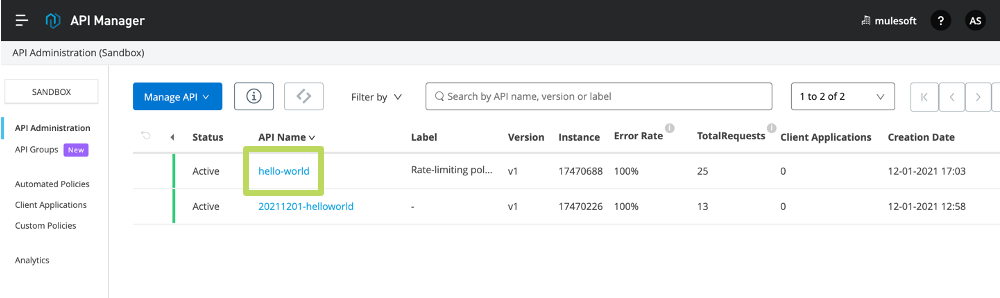 API Manager
mulesoft
?
AS
API Administration (Sandbox)
SANDBOX
API Administration
API Groups New
Automated Policies
Client Applications
Custom Policies
Analytics
Manage API
Filter by
Search by API name, version or label
1 to 2 of 2
Status API Name Label Version Instance Error Rate TotalRequests Client Applications Creation Date
Active hello-world Rate-limiting pol... v1 17470688 100% 25 0 12-01-2021 17:03
Active 20211201-helloworld - v1 17470226 100% 13 0 12-01-2021 12:58